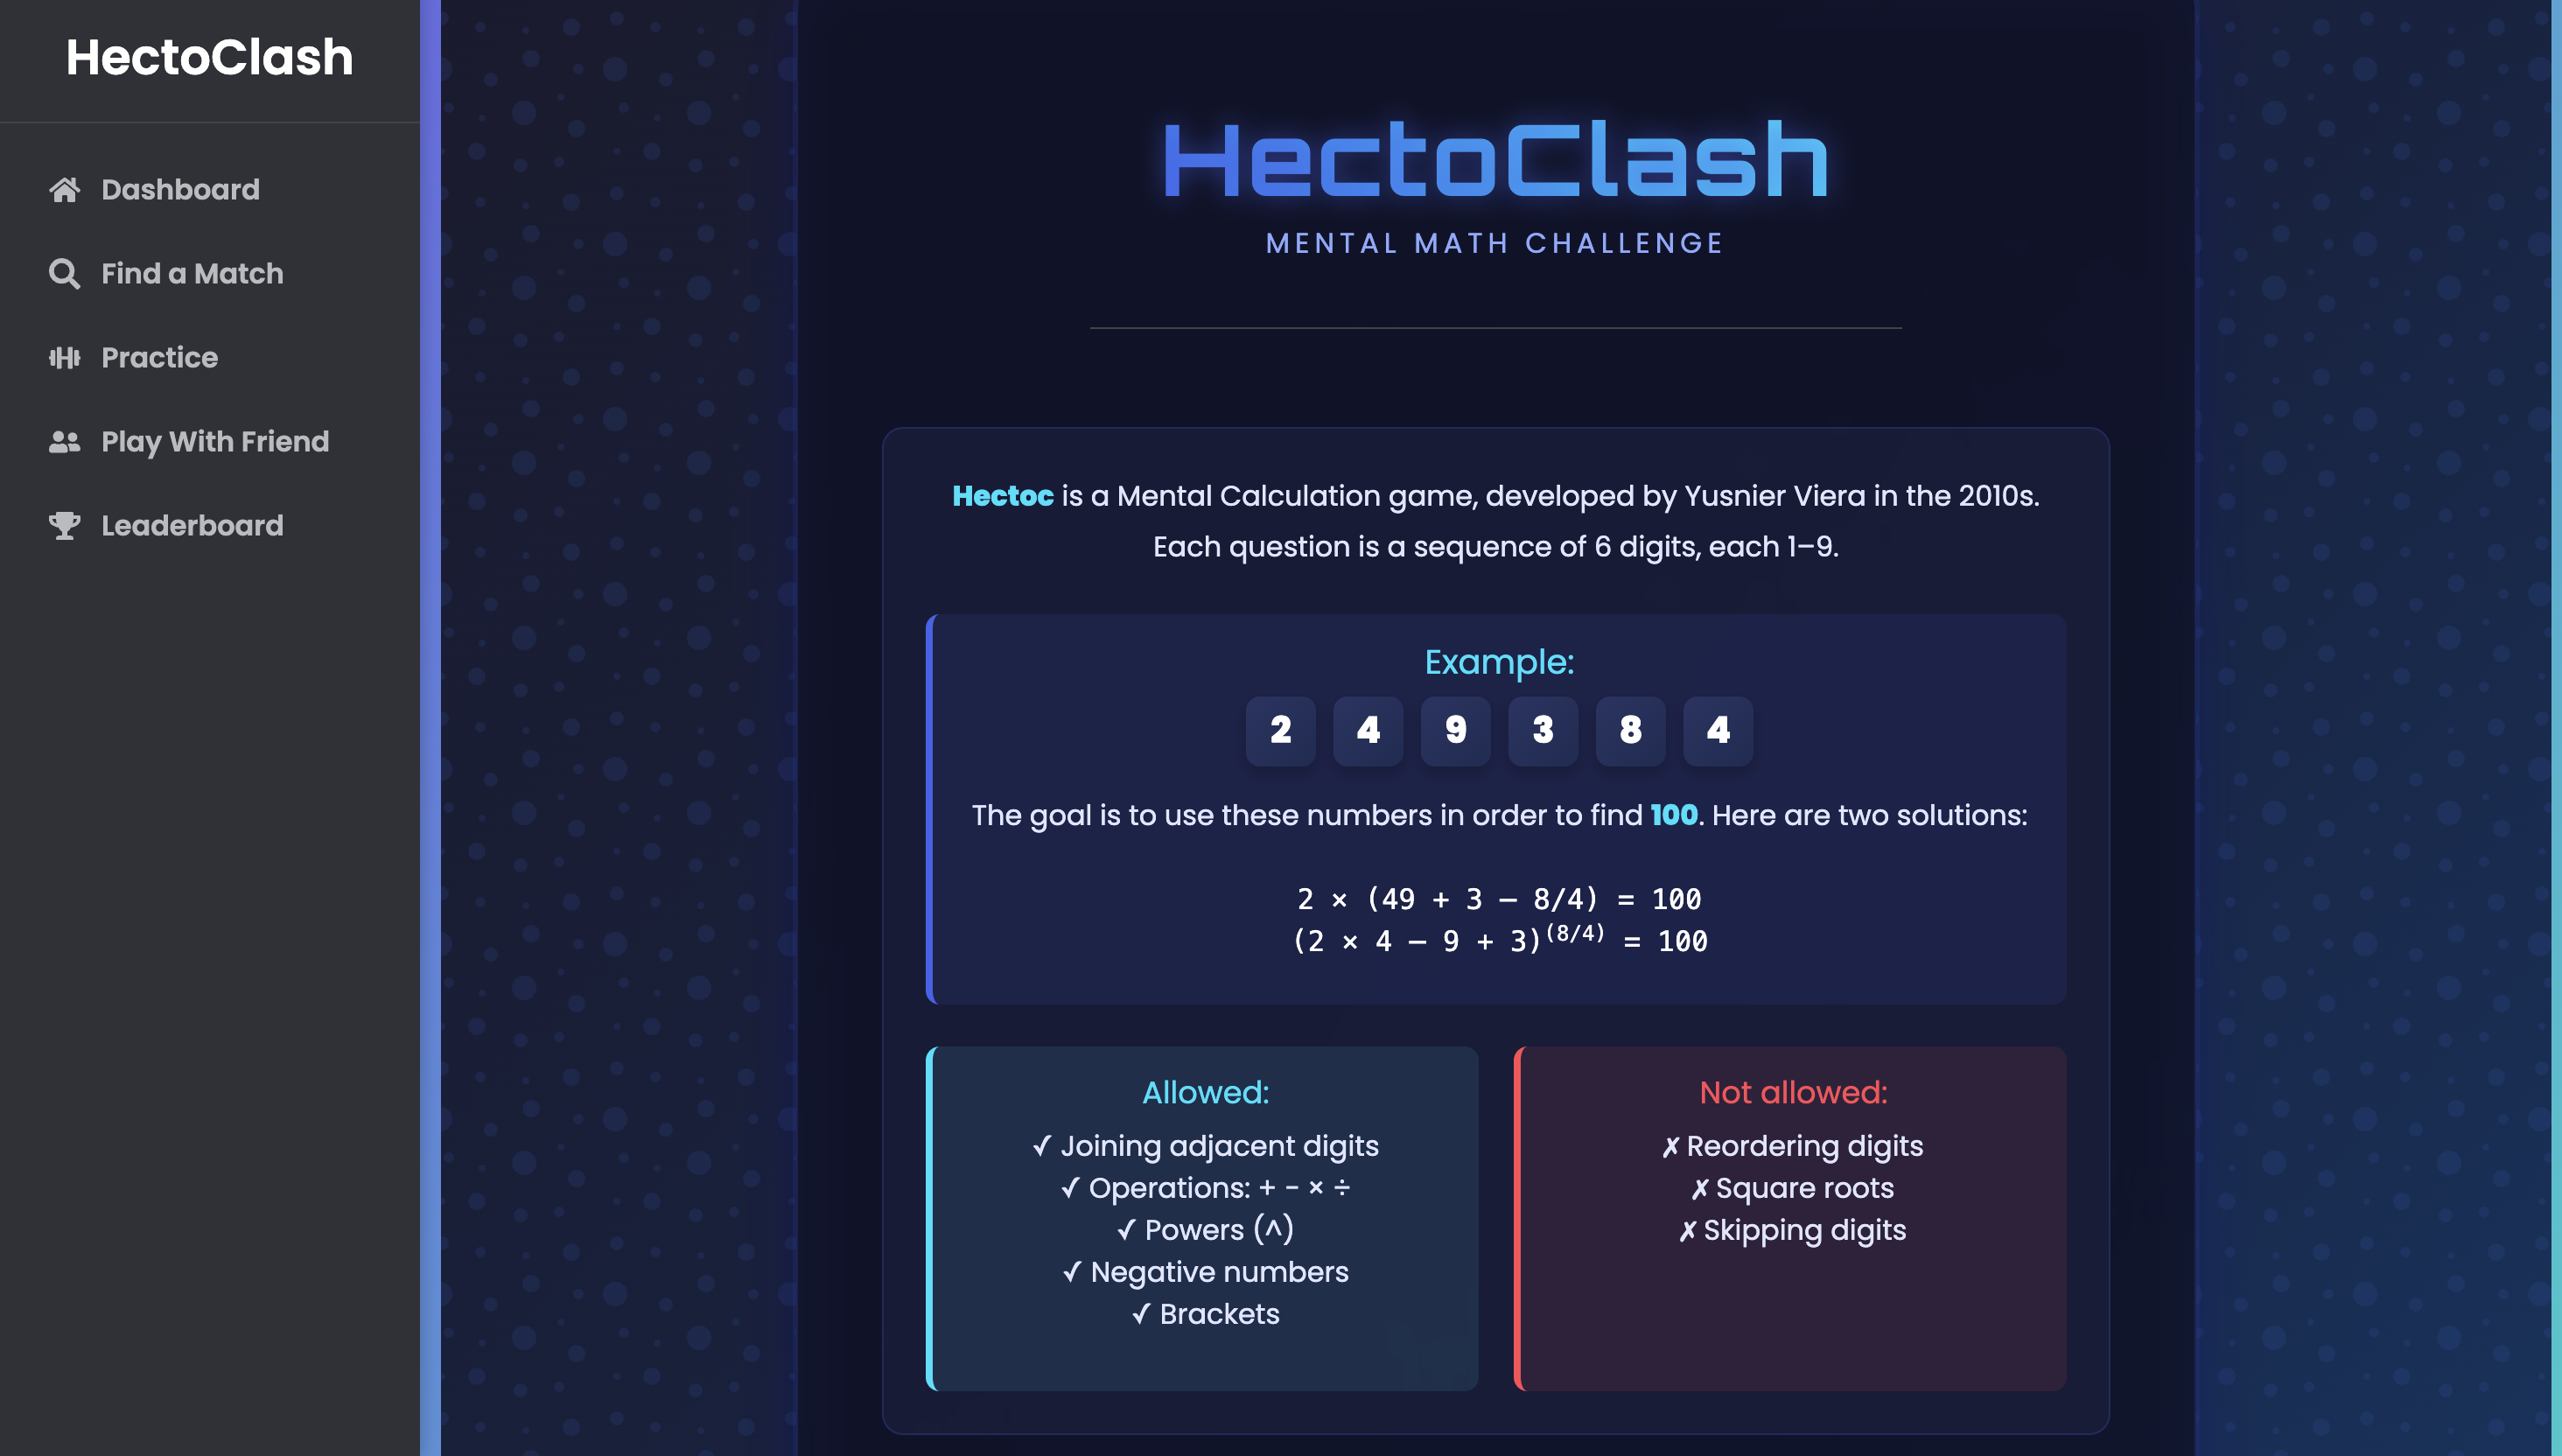 HectoClash
Dashboard
Find a Match
Practice
Play With Friend
Leaderboard
HectoClash
MENTAL MATH CHALLENGE
Hectoc is a Mental Calculation game, developed by Yusnier Viera in the 2010s.
Each question is a sequence of 6 digits, each 1–9.
Example:
2 4 9 3 8 4
The goal is to use these numbers in order to find 100. Here are two solutions:
2 × (49 + 3 – 8/4) = 100
(2 × 4 – 9 + 3)^(8/4) = 100
Allowed:
✓ Joining adjacent digits
✓ Operations: + − × ÷
✓ Powers (^)
✓ Negative numbers
✓ Brackets
Not allowed:
✗ Reordering digits
✗ Square roots
✗ Skipping digits